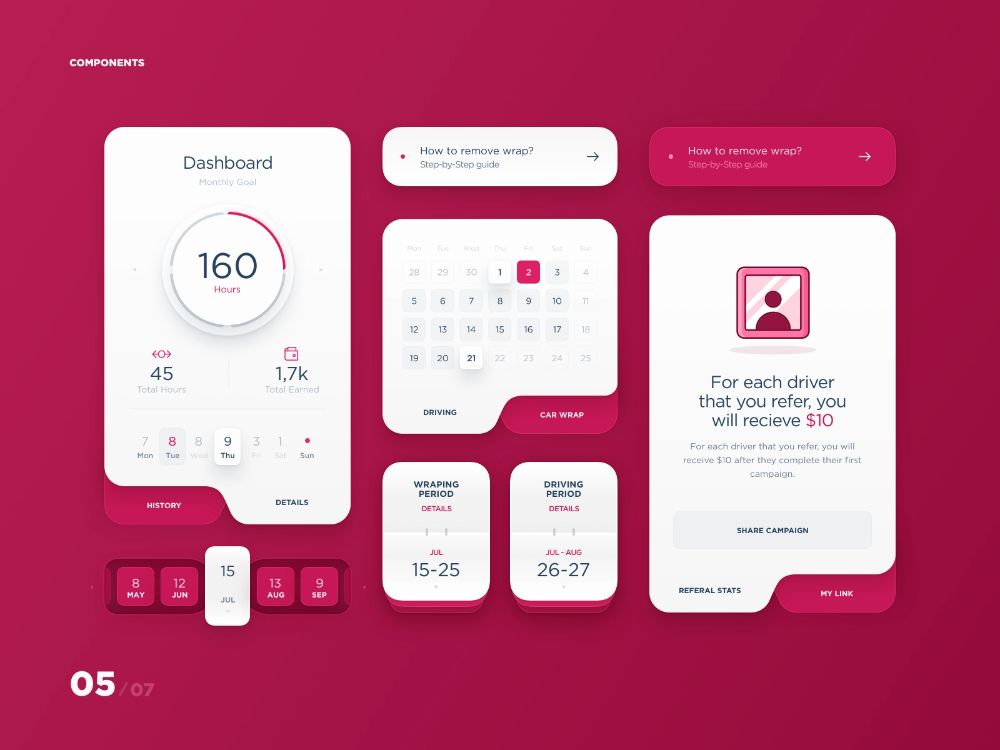 COMPONENTS
Dashboard
Monthly Goal
160
Hours
45
Total Hours
1,7k
Total Earned
7 8 8 9 3 1
Mon Tue Wed Thu Fri Sat Sun
HISTORY
DETAILS
8 12 15 13 9
MAY JUN JUL AUG SEP
How to remove wrap?
Step-by-Step guide
Mon Tue Wed Thu Fri Sat Sun
28 29 30 1 2 3 4
5 6 7 8 9 10 11
12 13 14 15 16 17 18
19 20 21 22 23 24 25
DRIVING
CAR WRAP
WRAPING
PERIOD
DETAILS
JUL
15-25
DRIVING
PERIOD
DETAILS
JUL - AUG
26-27
How to remove wrap?
Step-by-Step guide
For each driver
that you refer, you
will recieve $10
For each driver that you refer, you will
receive $10 after they complete their first
campaign.
SHARE CAMPAIGN
REFERRAL STATS
MY LINK
05 / 07